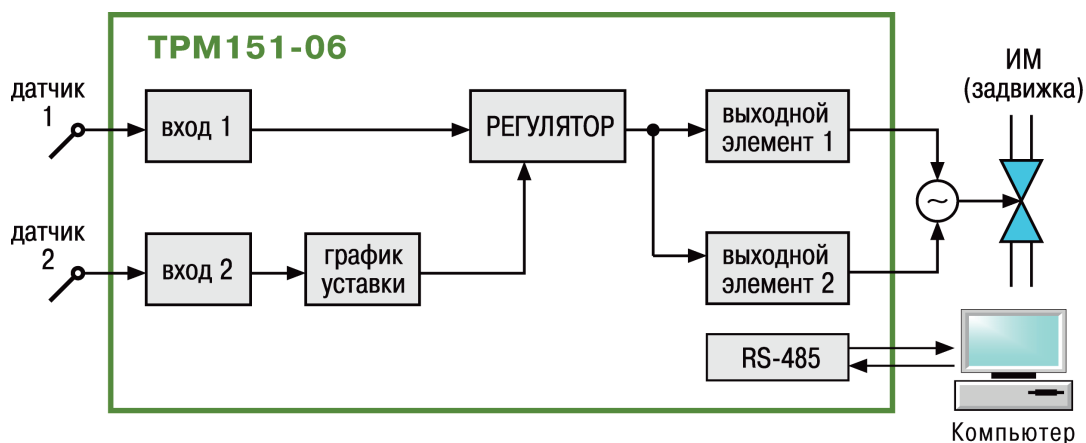 ТРМ151-06
датчик
1
вход 1
РЕГУЛЯТОР
выходной
элемент 1
ИМ
(задвижка)
~
датчик
2
вход 2
график
уставки
выходной
элемент 2
RS-485
Компьютер